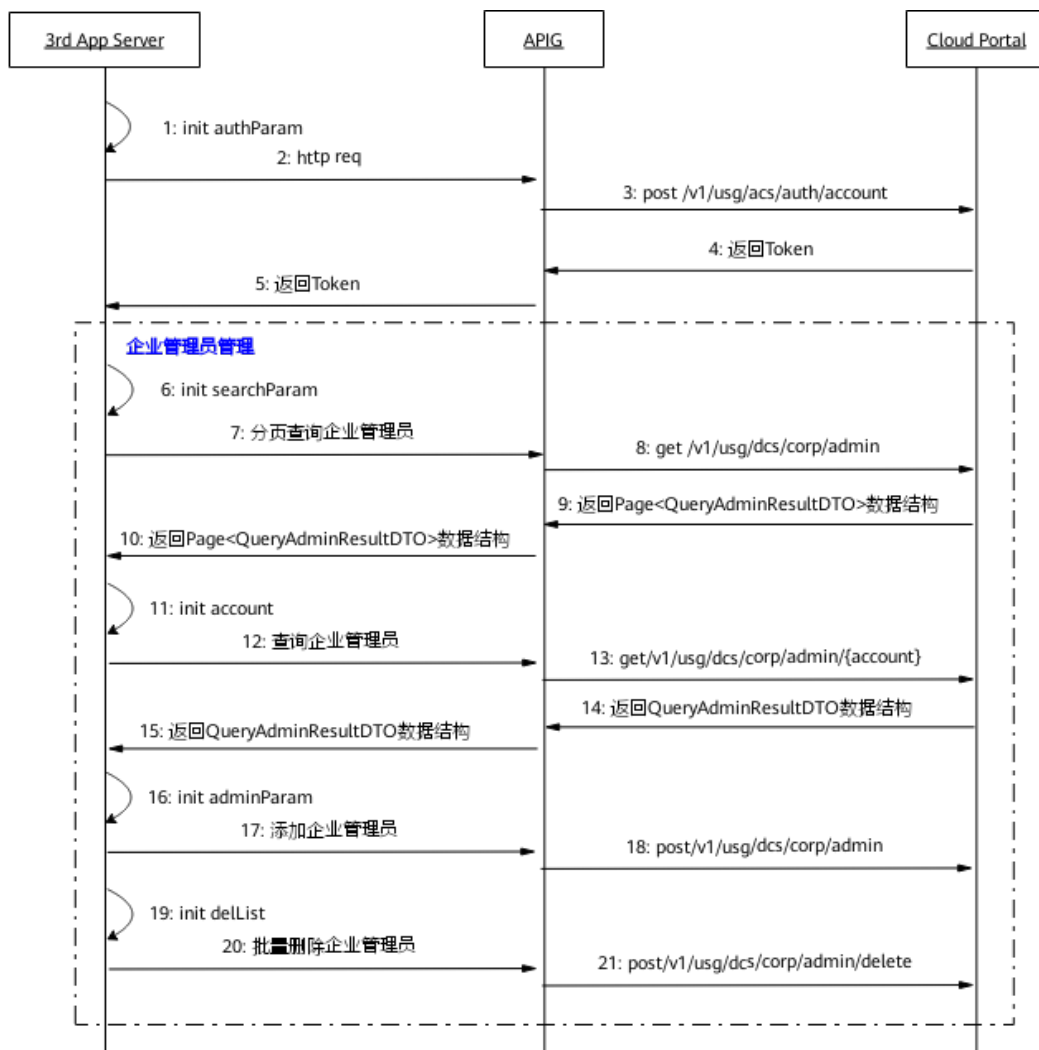 3rd App Server
APIG
Cloud Portal
1: init authParam
2: http req
3: post /v1/usg/acs/auth/account
4: 返回Token
5: 返回Token
企业管理员管理
6: init searchParam
7: 分页查询企业管理员
8: get /v1/usg/dcs/corp/admin
9: 返回Page<QueryAdminResultDTO>数据结构
10: 返回Page<QueryAdminResultDTO>数据结构
11: init account
12: 查询企业管理员
13: get/v1/usg/dcs/corp/admin/{account}
14: 返回QueryAdminResultDTO数据结构
15: 返回QueryAdminResultDTO数据结构
16: init adminParam
17: 添加企业管理员
18: post/v1/usg/dcs/corp/admin
19: init delList
20: 批量删除企业管理员
21: post/v1/usg/dcs/corp/admin/delete